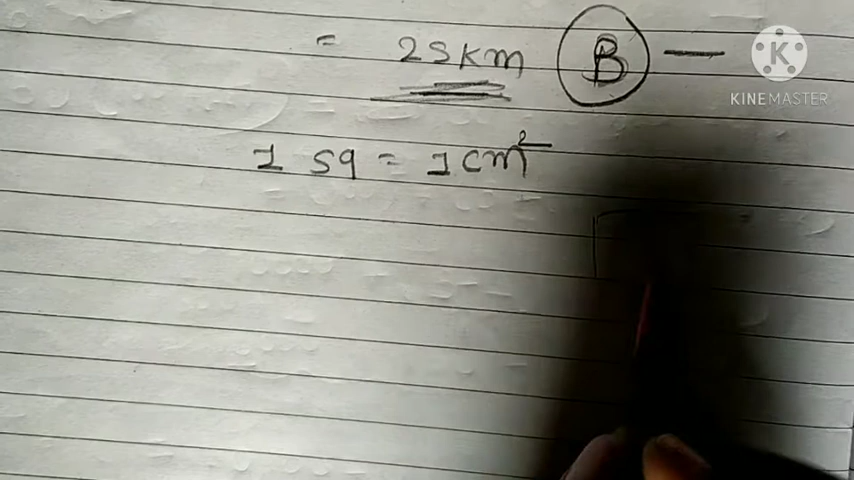 = 25km (B) —
KINEMASTER
1 sq = 1cm²